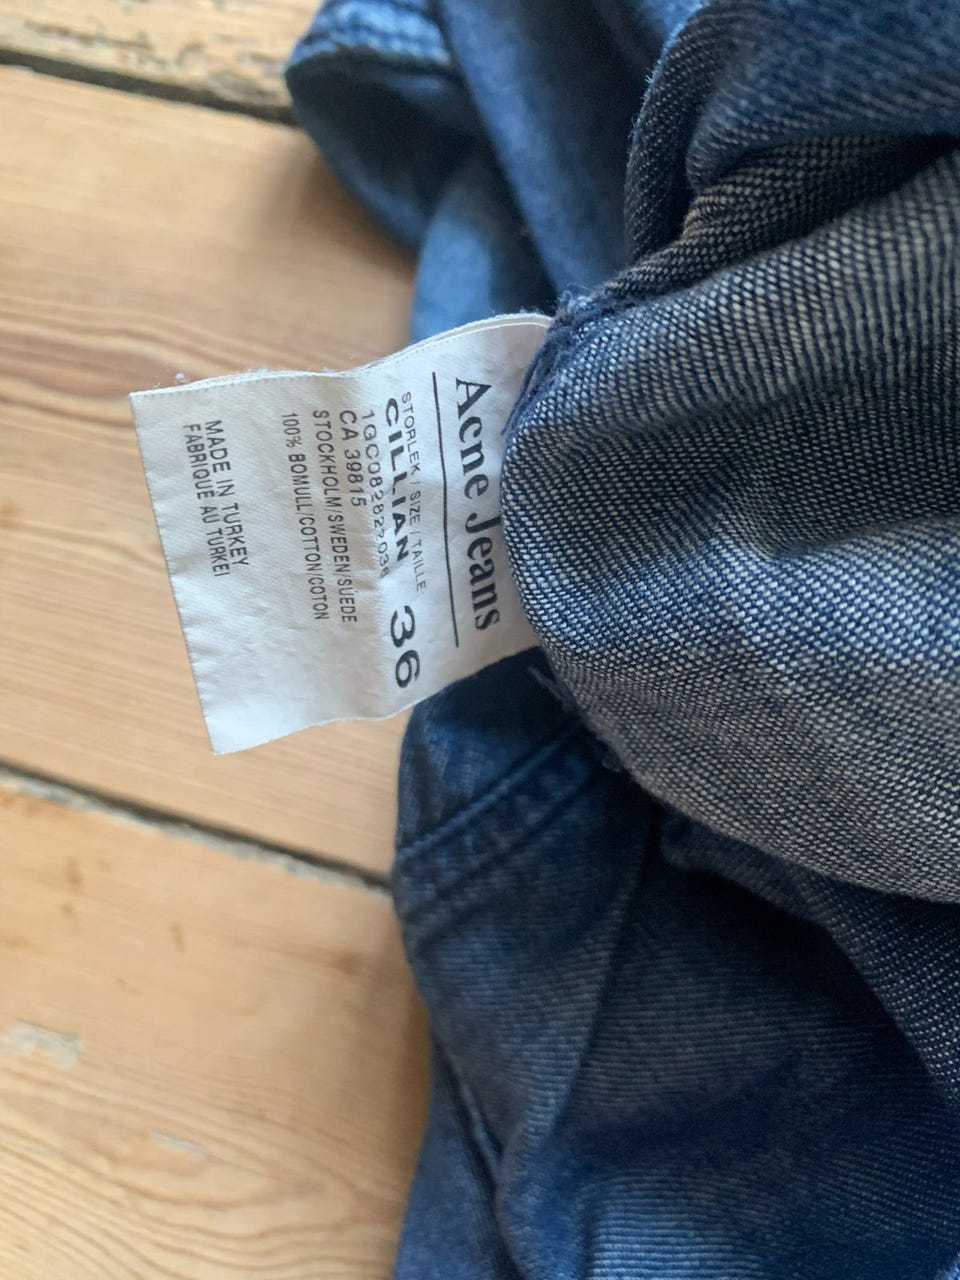 Acne Jeans
STORLEK / SIZE / TAILLE
CILLIAN 36
CA 39815
STOCKHOLM/SWEDEN/SUEDE
100% BOMULL/COTTON/COTON
MADE IN TURKEY
FABRIQUÉ AU TURKEI